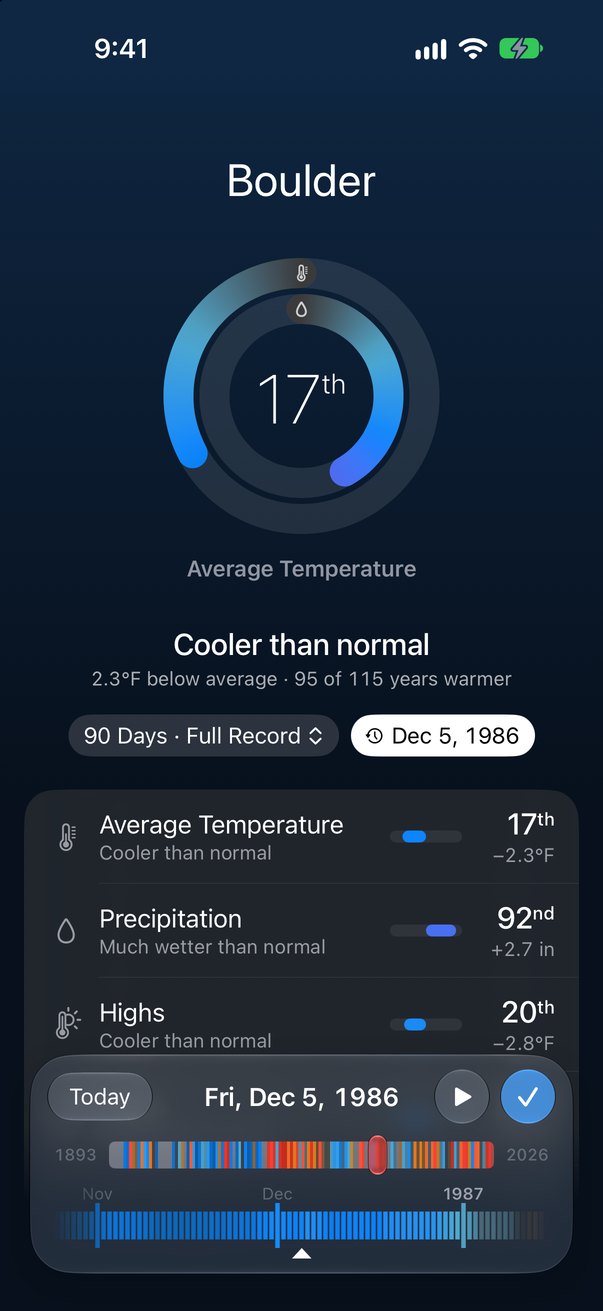 9:41
Boulder
17th
Average Temperature
Cooler than normal
2.3°F below average · 95 of 115 years warmer
90 Days · Full Record
Dec 5, 1986
Average Temperature
17th
Cooler than normal
−2.3°F
Precipitation
92nd
Much wetter than normal
+2.7 in
Highs
20th
Cooler than normal
−2.8°F
Today
Fri, Dec 5, 1986
1893
2026
Nov
Dec
1987